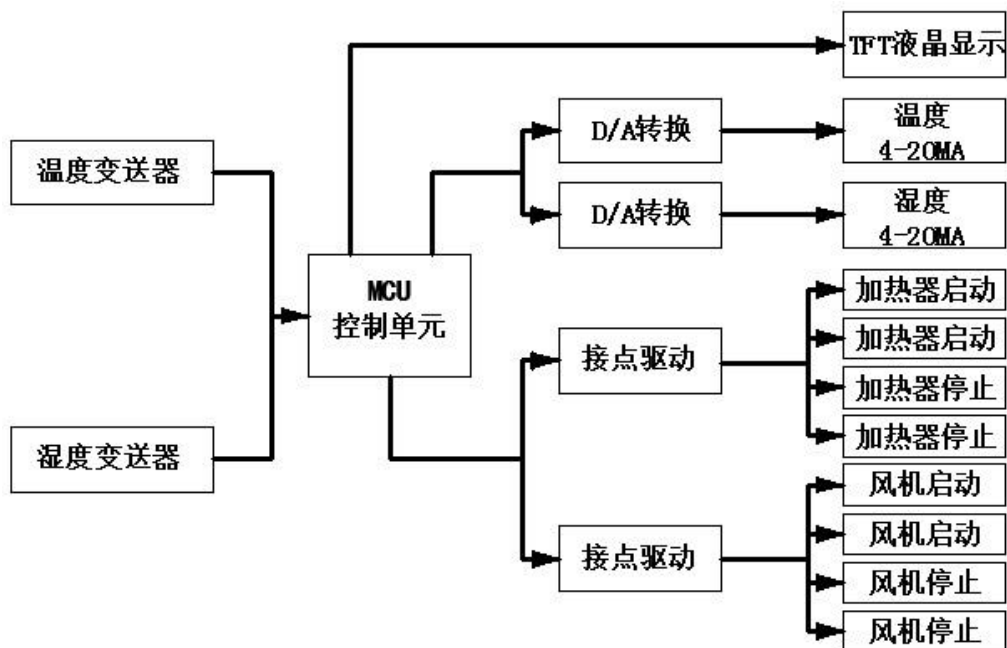 TFT液晶显示
D/A转换
温度
4-20MA
温度变送器
D/A转换
湿度
4-20MA
MCU
控制单元
加热器启动
加热器启动
接点驱动
加热器停止
加热器停止
湿度变送器
风机启动
风机启动
接点驱动
风机停止
风机停止